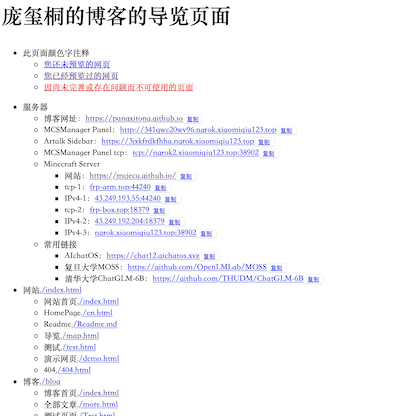 庞玺桐的博客的导览页面
此页面颜色字注释
您还未预览的网页
您已经预览过的网页
因尚未完善或存在问题而不可使用的页面
服务器
博客网址：https://panxitong.github.io 复制
MCSManager Panel：http://341qwc20wy96.ngrok.xiaomiqiu123.top 复制
Artalk Sidebar：https://3jxkfrdkfhha.ngrok.xiaomiqiu123.top 复制
MCSManager Panel tcp：tcp://ngrok2.xiaomiqiu123.top:38902 复制
Minecraft Server
网站：https://mcjecu.github.io/ 复制
tcp-1：frp-arm.top:44240 复制
IPv4-1：43.249.193.55:44240 复制
tcp-2：frp-box.top:18379 复制
IPv4-2：43.249.192.204:18379 复制
IPv4-3：ngrok.xiaomiqiu123.top:38902 复制
常用链接
AIchatOS：https://chat12.aichatos.xyz 复制
复旦大学MOSS：https://github.com/OpenLMLab/MOSS 复制
清华大学ChatGLM-6B：https://github.com/THUDM/ChatGLM-6B 复制
网站./index.html
网站首页./index.html
HomePage./en.html
Readme./Readme.md
导览./map.html
测试./test.html
演示网页./demo.html
404./404.html
博客./blog
博客首页./index.html
全部文章./more.html
测试页面./Test.html